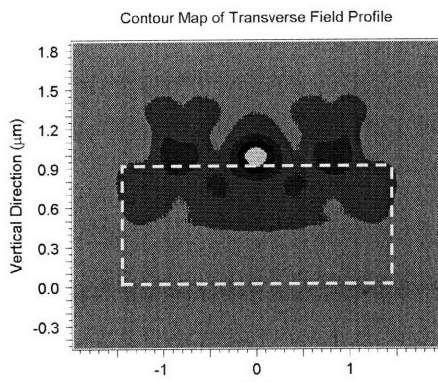 Contour Map of Transverse Field Profile
Vertical Direction (μm)
1.8
1.5
1.2
0.9
0.6
0.3
0.0
-0.3
-1 0 1